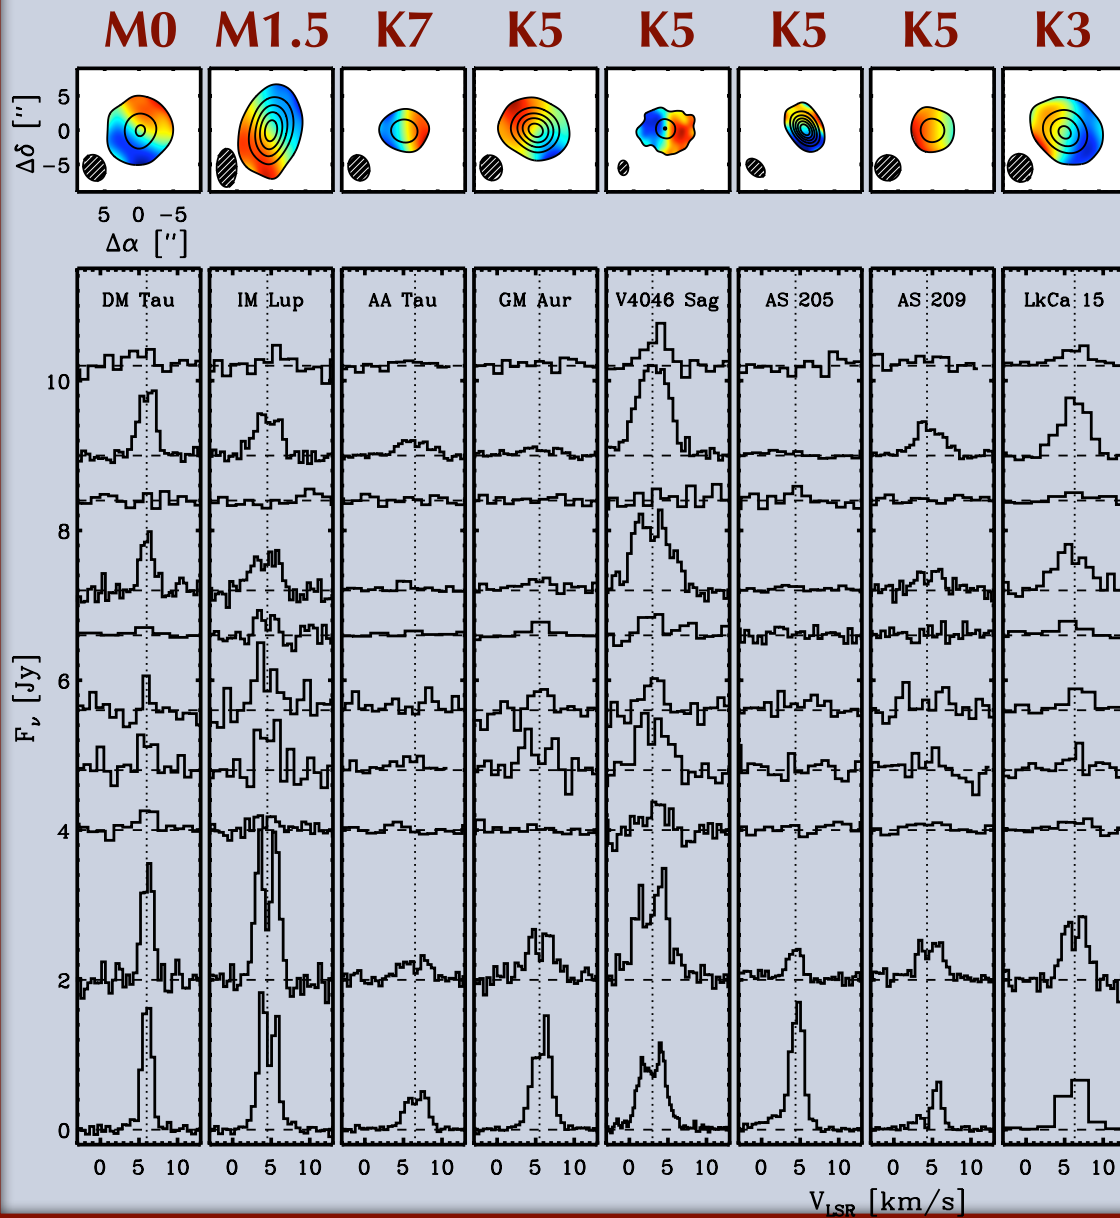 M0 M1.5 K7 K5 K5 K5 K5 K3
Δδ ["]
5
0
−5
5 0 −5
Δα ["]
DM Tau IM Lup AA Tau GM Aur V4046 Sag AS 205 AS 209 LkCa 15
F_ν [Jy]
10
8
6
4
2
0
0 5 10 0 5 10 0 5 10 0 5 10 0 5 10 0 5 10 0 5 10 0 5 10
V_LSR [km/s]